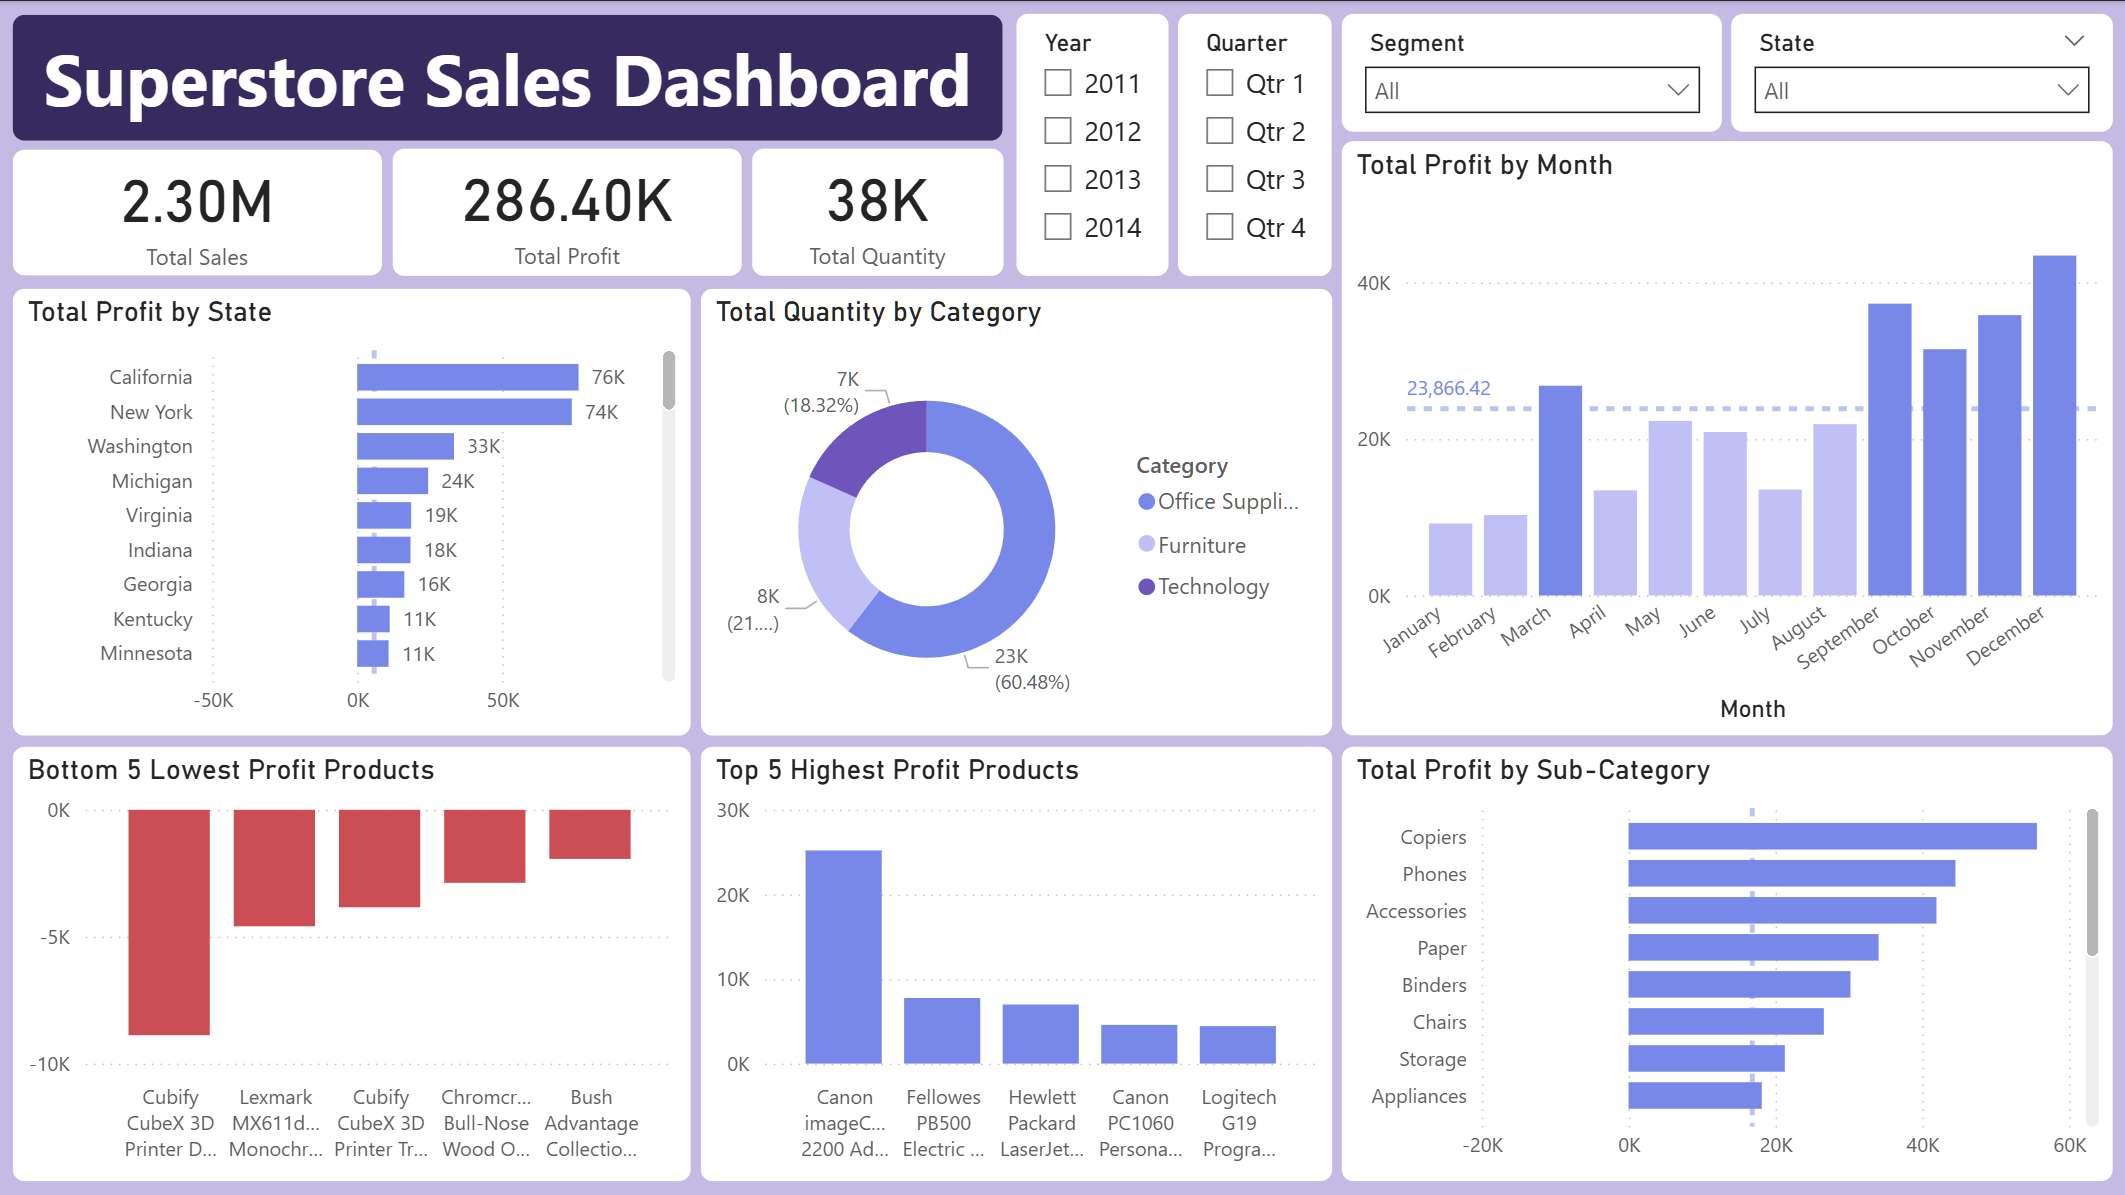 Superstore Sales Dashboard
Year
2011
2012
2013
2014
Quarter
Qtr 1
Qtr 2
Qtr 3
Qtr 4
Segment
All
State
All
2.30M
Total Sales
286.40K
Total Profit
38K
Total Quantity
Total Profit by State
California
76K
New York
74K
Washington
33K
Michigan
24K
Virginia
19K
Indiana
18K
Georgia
16K
Kentucky
11K
Minnesota
11K
-50K
0K
50K
Total Quantity by Category
7K
(18.32%)
8K
(21....)
23K
(60.48%)
Category
Office Suppli...
Furniture
Technology
Total Profit by Month
40K
23,866.42
20K
0K
January
February
March
April
May
June
July
August
September
October
November
December
Month
Bottom 5 Lowest Profit Products
0K
-5K
-10K
Cubify
CubeX 3D
Printer D...
Lexmark
MX611d...
Monochr...
Cubify
CubeX 3D
Printer Tr...
Chromcr...
Bull-Nose
Wood O...
Bush
Advantage
Collectio...
Top 5 Highest Profit Products
30K
20K
10K
0K
Canon
imageC...
2200 Ad...
Fellowes
PB500
Electric ...
Hewlett
Packard
LaserJet...
Canon
PC1060
Persona...
Logitech
G19
Progra...
Total Profit by Sub-Category
Copiers
Phones
Accessories
Paper
Binders
Chairs
Storage
Appliances
-20K
0K
20K
40K
60K